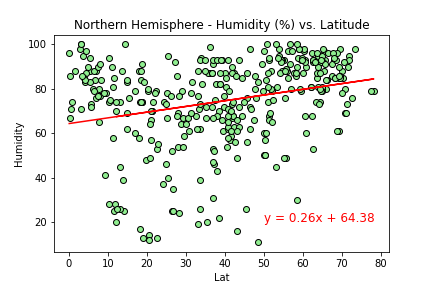 Northern Hemisphere - Humidity (%) vs. Latitude
Humidity
100
80
60
40
20
y = 0.26x + 64.38
0 10 20 30 40 50 60 70 80
Lat